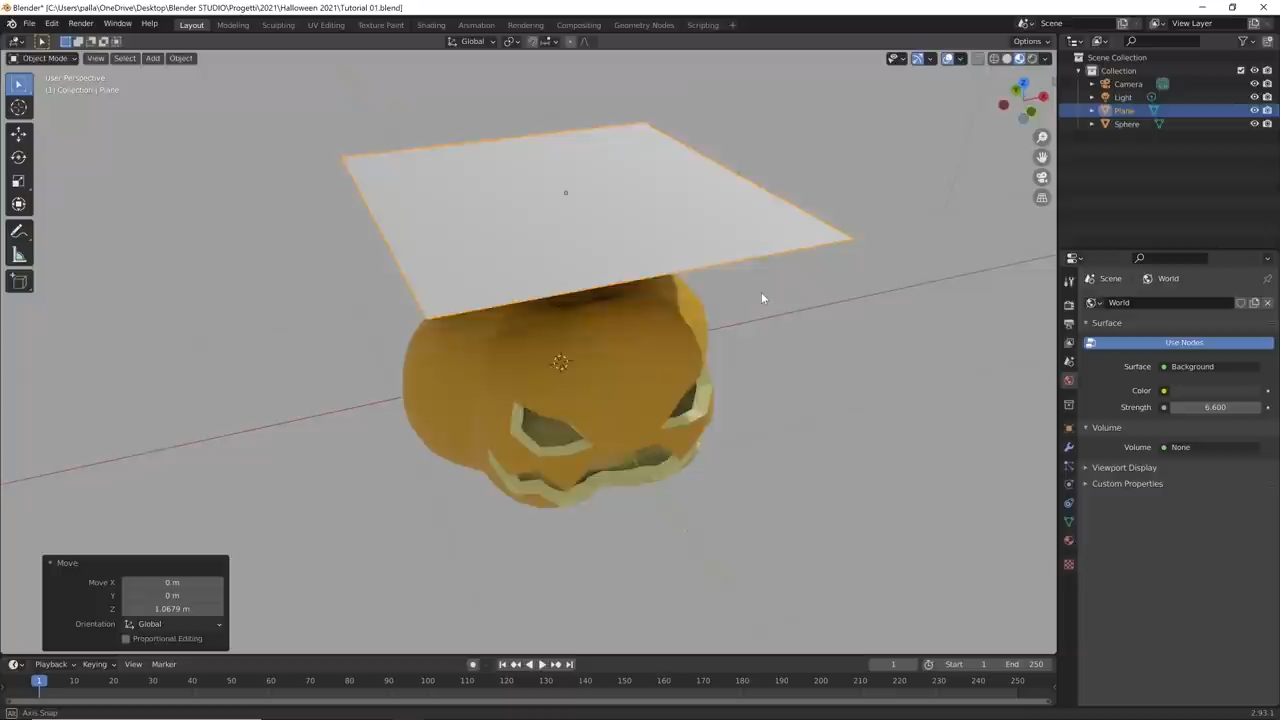 Blender* [C:\Users\palla\OneDrive\Desktop\Blender STUDIO\Progetti\2021\Halloween 2021\Tutorial 01.blend]
File Edit Render Window Help Layout Modeling Sculpting UV Editing Texture Paint Shading Animation Rendering Compositing Geometry Nodes Scripting + Scene View Layer
Global Options
Object Mode View Select Add Object
User Perspective
(1) Collection | Plane
Z
Y
X
Scene Collection
Collection
Camera
Light
Plane
Sphere
Scene World
World
Surface
Use Nodes
Surface Background
Color
Strength 6.600
Volume
Volume None
Viewport Display
Custom Properties
Move
Move X 0 m
Y 0 m
Z 1.0679 m
Orientation Global
Proportional Editing
Playback Keying View Marker 1 Start 1 End 250
1 10 20 30 40 50 60 70 80 90 100 110 120 130 140 150 160 170 180 190 200 210 220 230 240 250
Alt Axis Snap 2.93.1